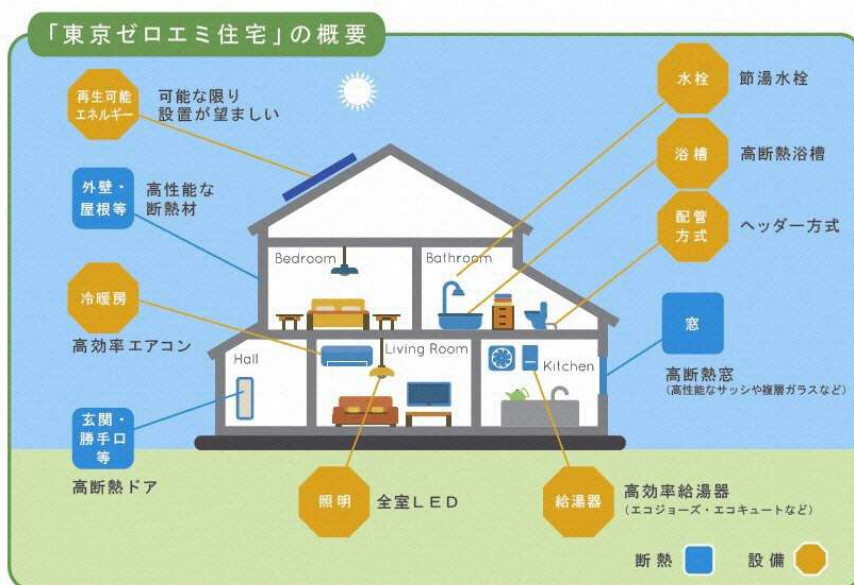 「東京ゼロエミ住宅」の概要
再生可能
エネルギー
可能な限り
設置が望ましい
外壁・
屋根等
高性能な
断熱材
冷暖房
高効率エアコン
玄関・
勝手口
等
高断熱ドア
水栓
節湯水栓
浴槽
高断熱浴槽
配管
方式
ヘッダー方式
窓
高断熱窓
(高性能なサッシや複層ガラスなど)
Bedroom
Bathroom
Hall
Living Room
Kitchen
照明
全室LED
給湯器
高効率給湯器
(エコジョーズ・エコキュートなど)
断熱
設備